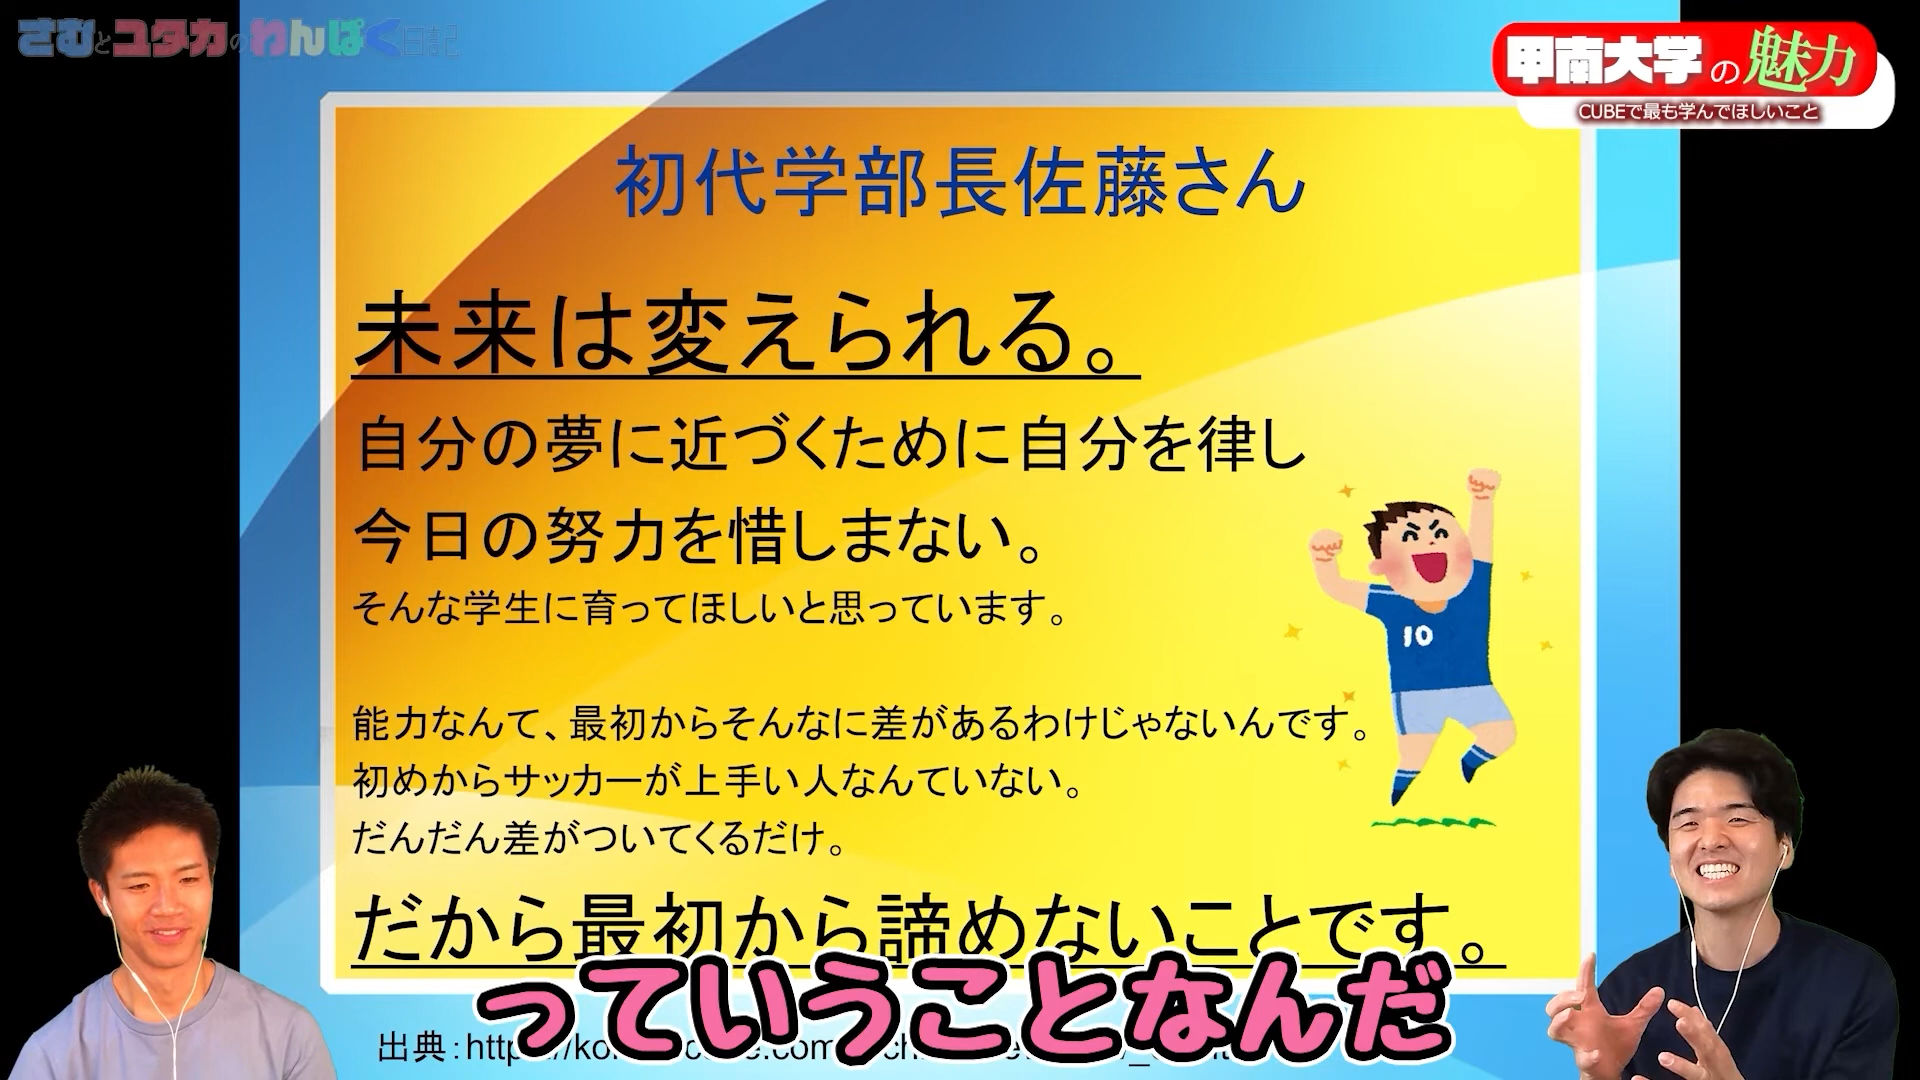 さむとユタカのわんぱく日記
甲南大学の魅力
CUBEで最も学んでほしいこと
初代学部長佐藤さん
未来は変えられる。
自分の夢に近づくために自分を律し
今日の努力を惜しまない。
そんな学生に育ってほしいと思っています。
10
能力なんて、最初からそんなに差があるわけじゃないんです。
初めからサッカーが上手い人なんていない。
だんだん差がついてくるだけ。
だから最初から諦めないことです。
っていうことなんだ
出典：